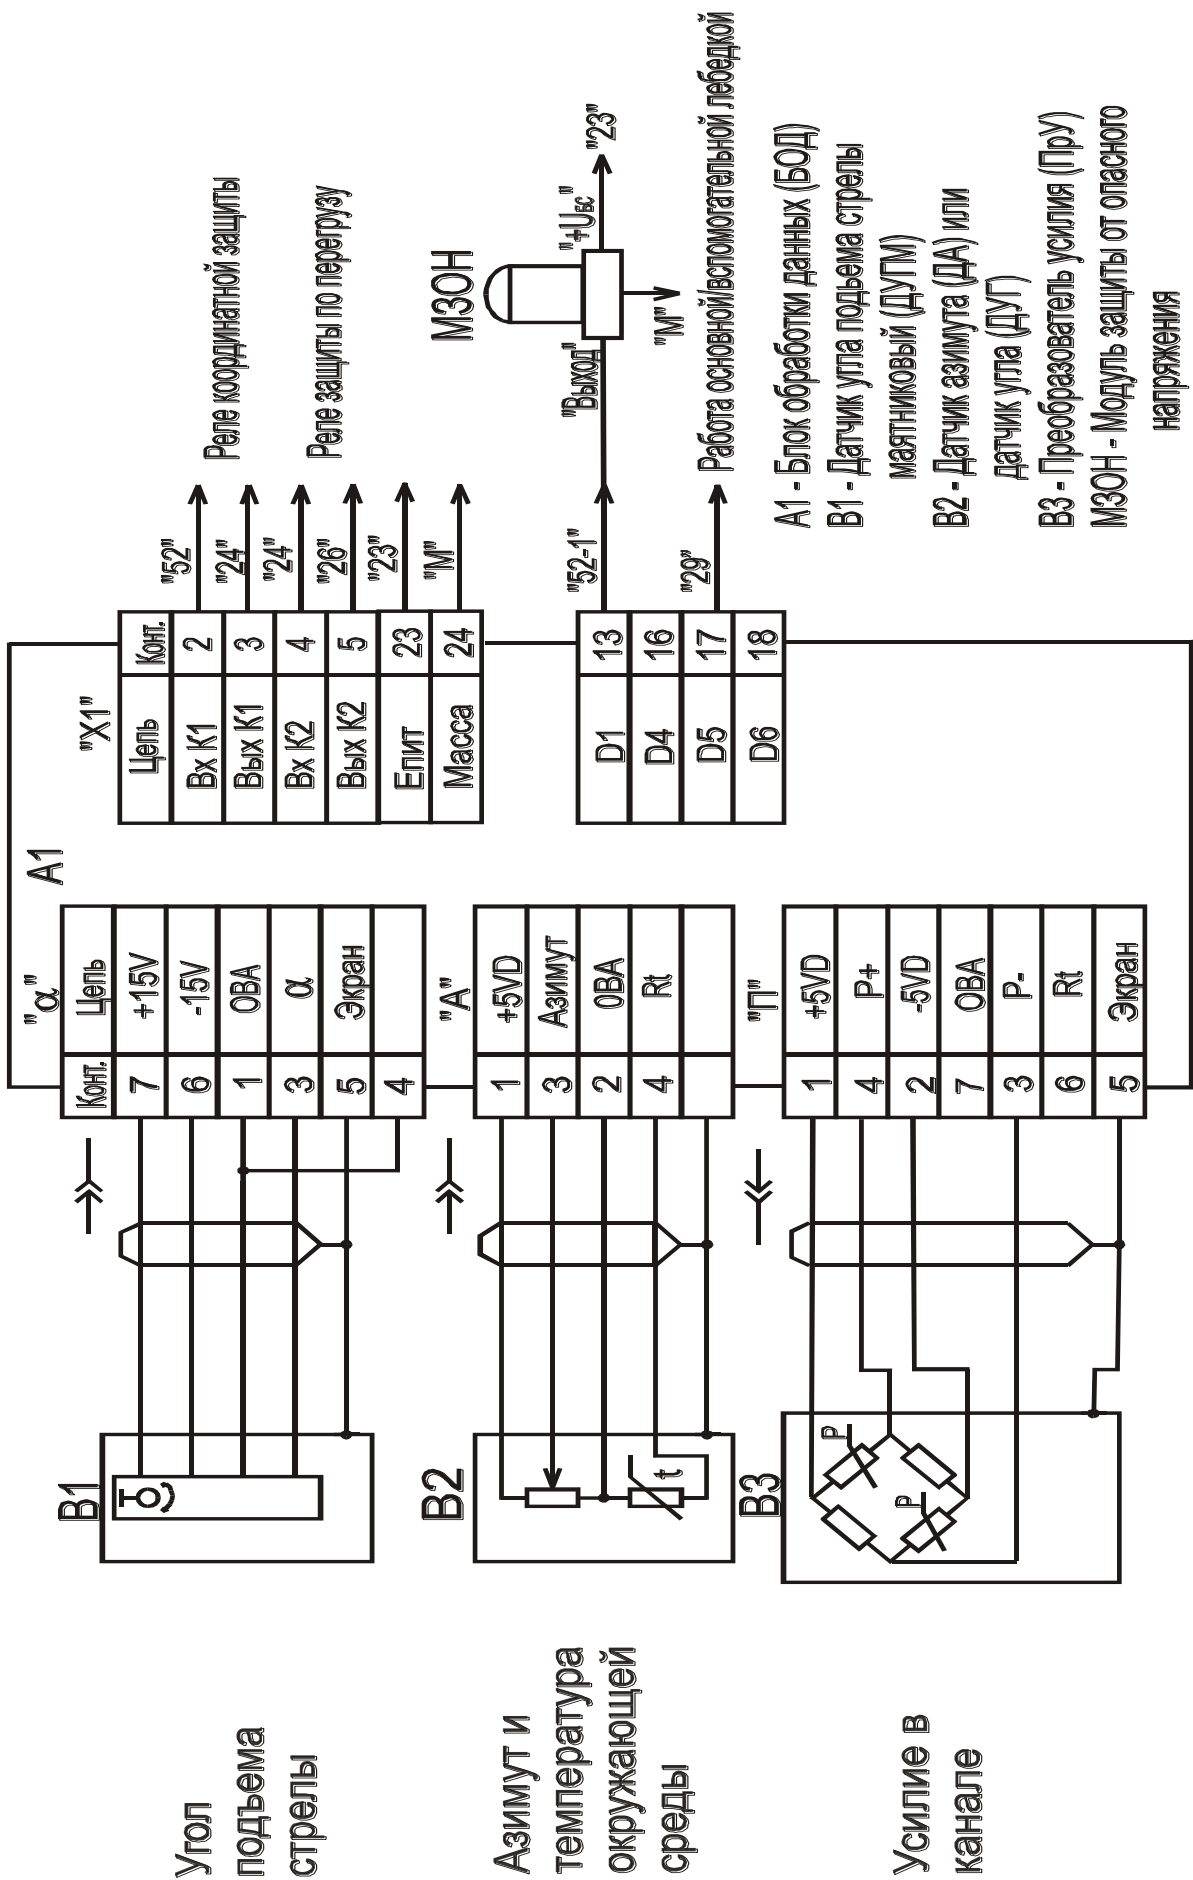 Угол
подъема
стрелы
Азимут и
температура
окружающей
среды
Усилие в
канале
В1
В2
t
В3
P
P
А1
"α"
Конт. Цепь
7 +15V
6 -15V
1 ОВА
3 α
5 Экран
4
"А"
1 +5VD
3 Азимут
2 ОВА
4 Rt
"П"
1 +5VD
4 Р+
2 -5VD
7 ОВА
3 Р-
6 Rt
5 Экран
"Х1"
Цепь Конт.
Вх К1 2
Вых К1 3
Вх К2 4
Вых К2 5
Епит 23
Масса 24
D1 13
D4 16
D5 17
D6 18
"52"
"24"
"24"
"26"
"23"
"М"
"52-1"
"29"
Реле координатной защиты
Реле защиты по перегрузу
МЗОН
"Выход"
"+Uбс"
"23"
"М"
Работа основной/вспомогательной лебедкой
А1 - Блок обработки данных (БОД)
В1 - Датчик угла подьема стрелы
маятниковый (ДУГМ)
В2 - Датчик азимута (ДА) или
датчик угла (ДУГ)
В3 - Преобразователь усилия (ПрУ)
МЗОН - Модуль защиты от опасного
напряжения